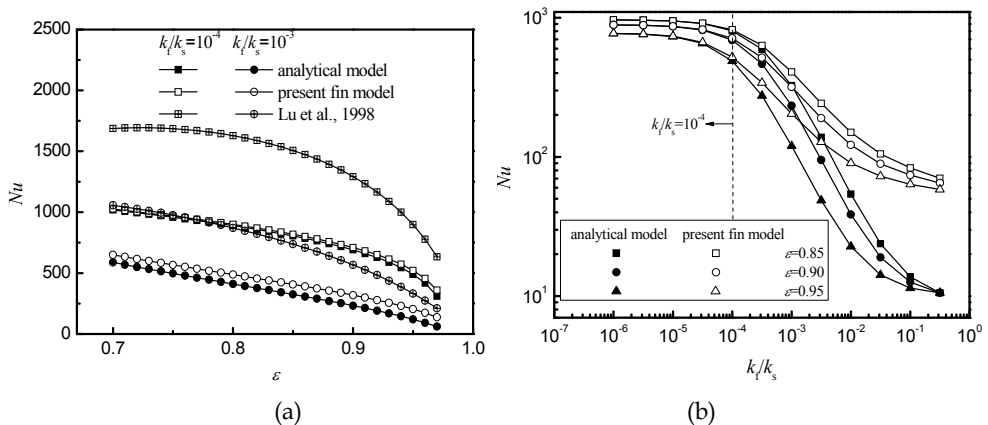 2500
2000
1500
1000
500
0
Nu
0.7 0.8 0.9 1.0
ε
k_f/k_s=10^-4 k_f/k_s=10^-3
analytical model
present fin model
Lu et al., 1998
(a)
10^3
10^2
10^1
Nu
k_f/k_s=10^-4
analytical model present fin model
ε=0.85
ε=0.90
ε=0.95
10^-7 10^-6 10^-5 10^-4 10^-3 10^-2 10^-1 10^0
k_f/k_s
(b)